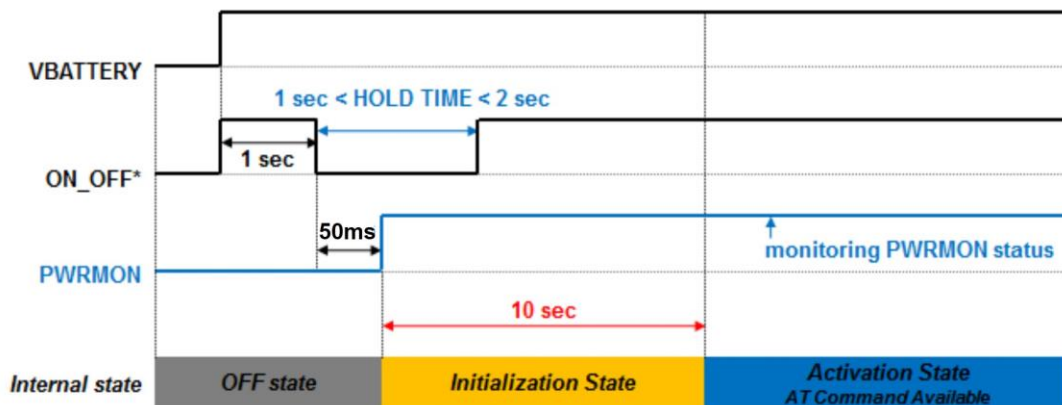 VBATTERY
1 sec < HOLD TIME < 2 sec
1 sec
ON_OFF*
50ms
monitoring PWRMON status
PWRMON
10 sec
Internal state
OFF state
Initialization State
Activation State
AT Command Available